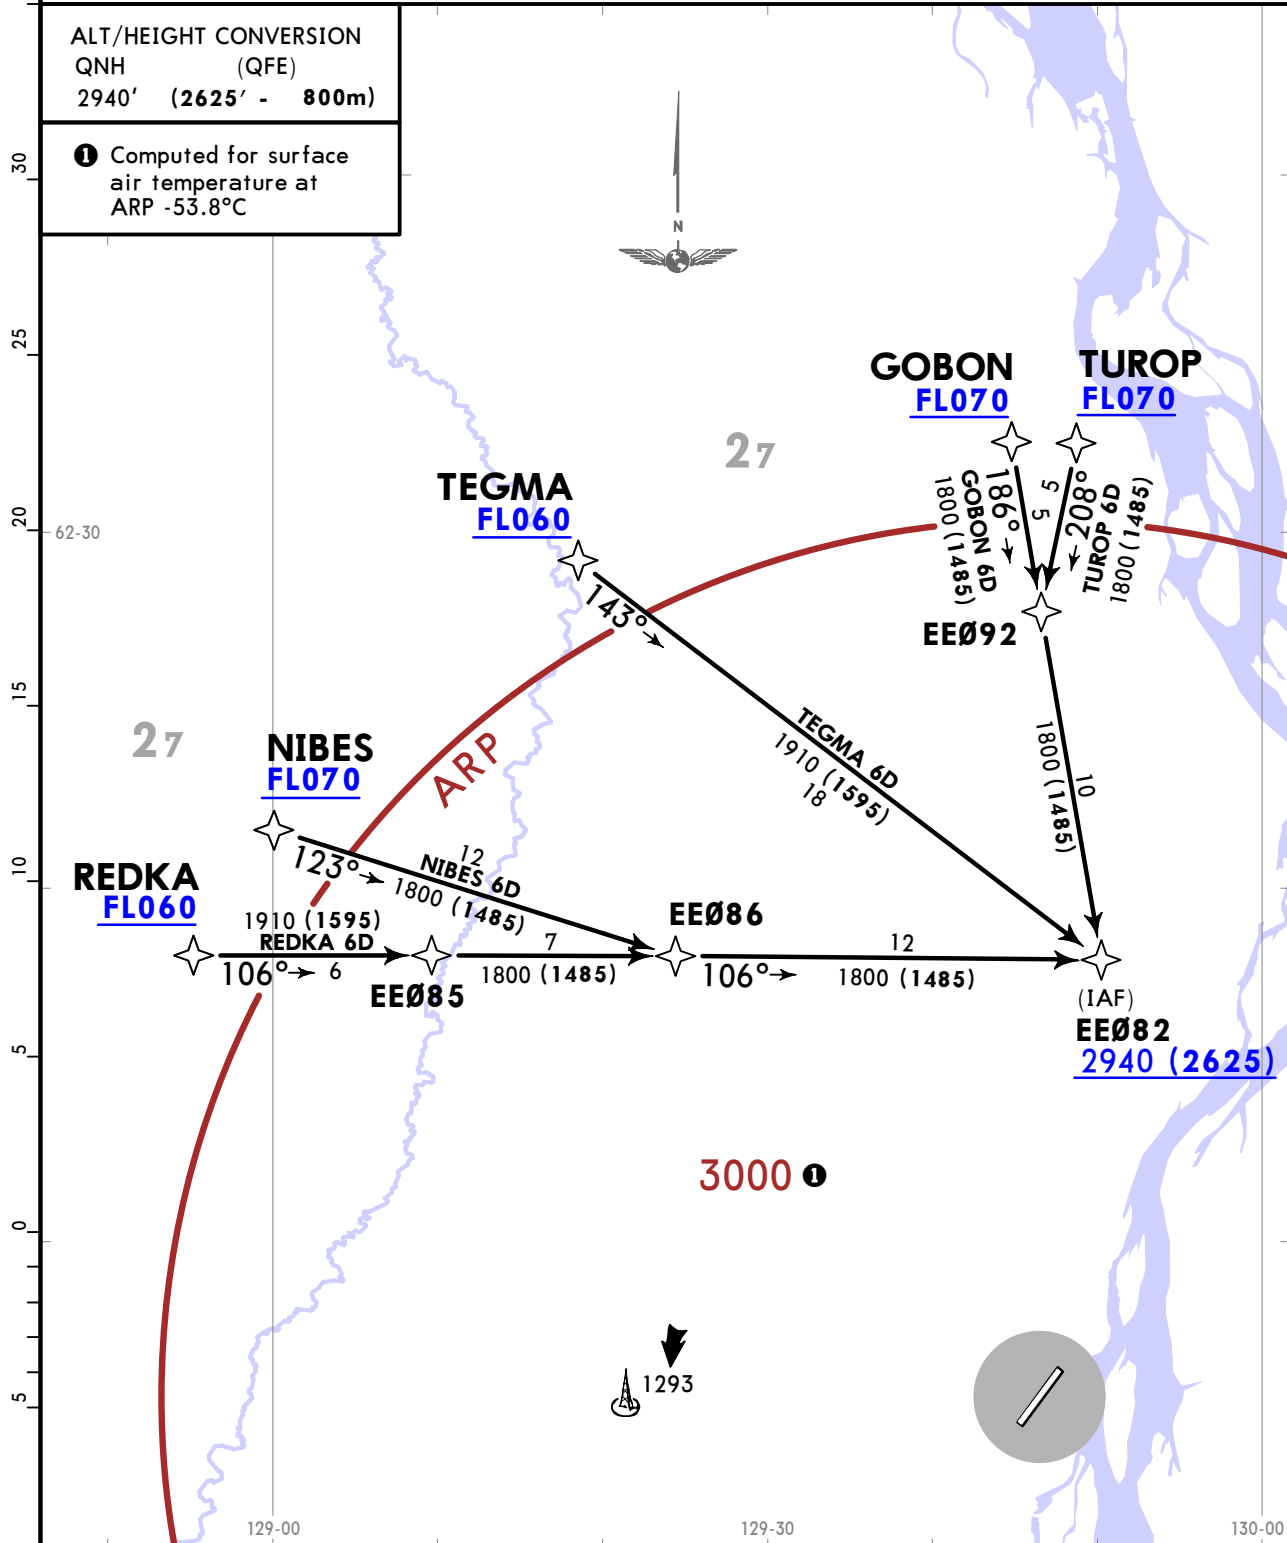 ALT/HEIGHT CONVERSION
QNH (QFE)
2940' (2625' - 800m)
❶ Computed for surface
air temperature at
ARP -53.8°C
N
30
25
20
15
10
5
0
5
62-30
27
27
GOBON
FL070
TUROP
FL070
186°
GOBON 6D
1800 (1485)
5
5
208°
TUROP 6D
1800 (1485)
EEØ92
TEGMA
FL060
143°
TEGMA 6D
1910 (1595)
18
1800 (1485)
10
ARP
NIBES
FL070
123°
12
NIBES 6D
1800 (1485)
REDKA
FL060
1910 (1595)
REDKA 6D
106° 6
EEØ85
7
1800 (1485)
EEØ86
106°
12
1800 (1485)
(IAF)
EEØ82
2940 (2625)
3000 ❶
1293
129-00
129-30
130-00